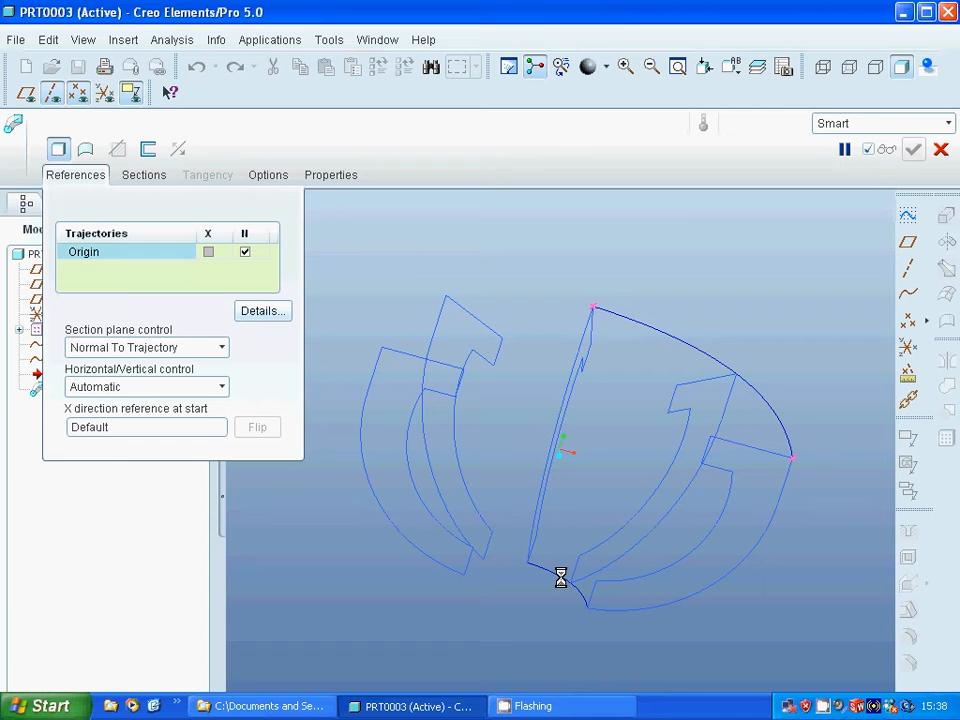 PRT0003 (Active) - Creo Elements/Pro 5.0
File Edit View Insert Analysis Info Applications Tools Window Help
Smart
References Sections Tangency Options Properties
Trajectories X N
Origin
Details...
Section plane control
Normal To Trajectory
Horizontal/Vertical control
Automatic
X direction reference at start
Default Flip
Start C:\Documents and Se... PRT0003 (Active) - C... Flashing 15:38